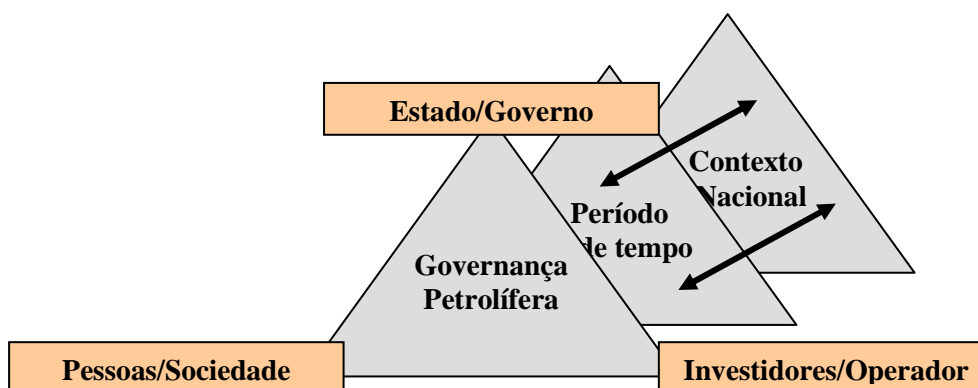 Estado/Governo
Contexto
Nacional
Período
de tempo
Governança
Petrolífera
Pessoas/Sociedade
Investidores/Operador